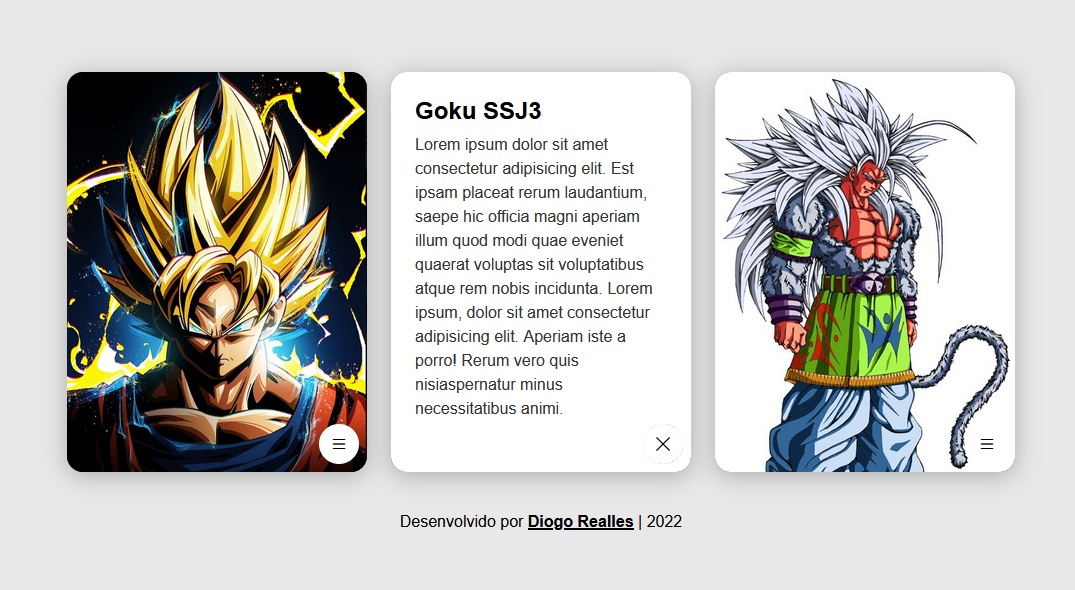 Goku SSJ3
Lorem ipsum dolor sit amet
consectetur adipisicing elit. Est
ipsam placeat rerum laudantium,
saepe hic officia magni aperiam
illum quod modi quae eveniet
quaerat voluptas sit voluptatibus
atque rem nobis incidunta. Lorem
ipsum, dolor sit amet consectetur
adipisicing elit. Aperiam iste a
porro! Rerum vero quis
nisiaspernatur minus
necessitatibus animi.
Desenvolvido por Diogo Realles | 2022